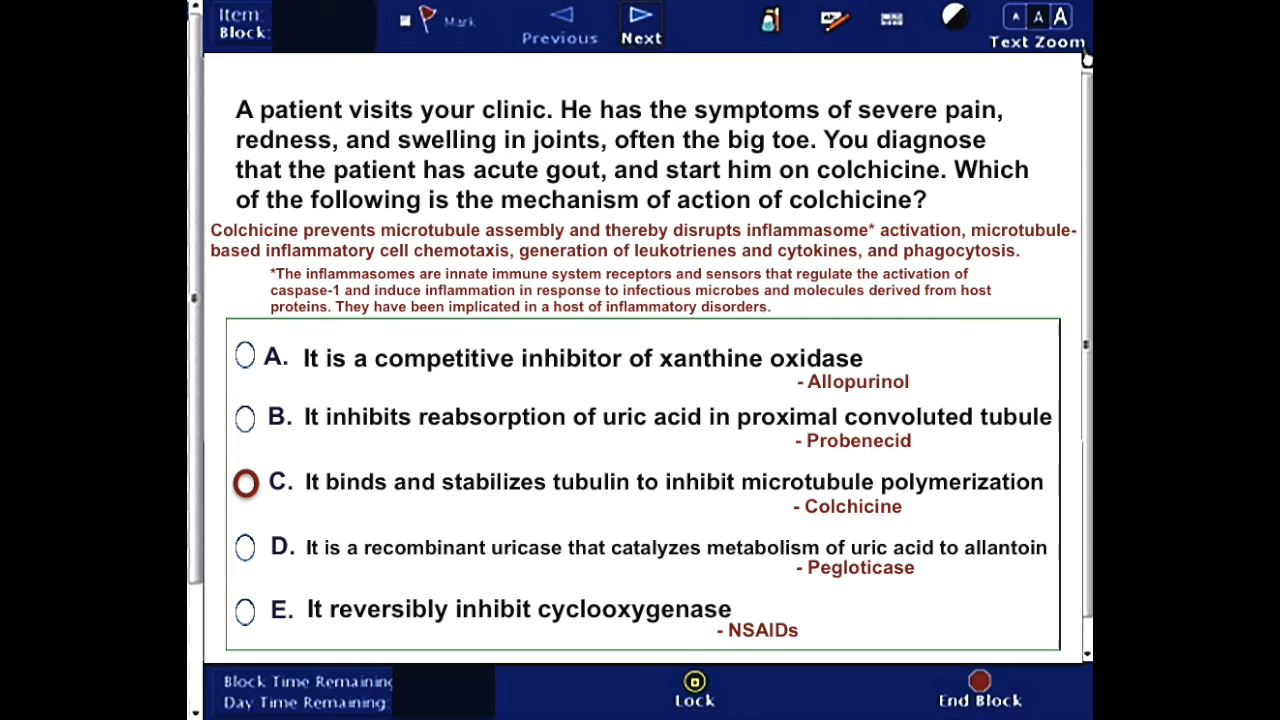 Item:
Block:
Mark
Previous
Next
A A A
Text Zoom
A patient visits your clinic. He has the symptoms of severe pain,
redness, and swelling in joints, often the big toe. You diagnose
that the patient has acute gout, and start him on colchicine. Which
of the following is the mechanism of action of colchicine?
Colchicine prevents microtubule assembly and thereby disrupts inflammasome* activation, microtubule-
based inflammatory cell chemotaxis, generation of leukotrienes and cytokines, and phagocytosis.
*The inflammasomes are innate immune system receptors and sensors that regulate the activation of
caspase-1 and induce inflammation in response to infectious microbes and molecules derived from host
proteins. They have been implicated in a host of inflammatory disorders.
A. It is a competitive inhibitor of xanthine oxidase
- Allopurinol
B. It inhibits reabsorption of uric acid in proximal convoluted tubule
- Probenecid
C. It binds and stabilizes tubulin to inhibit microtubule polymerization
- Colchicine
D. It is a recombinant uricase that catalyzes metabolism of uric acid to allantoin
- Pegloticase
E. It reversibly inhibit cyclooxygenase
- NSAIDs
Block Time Remaining
Day Time Remaining:
Lock
End Block